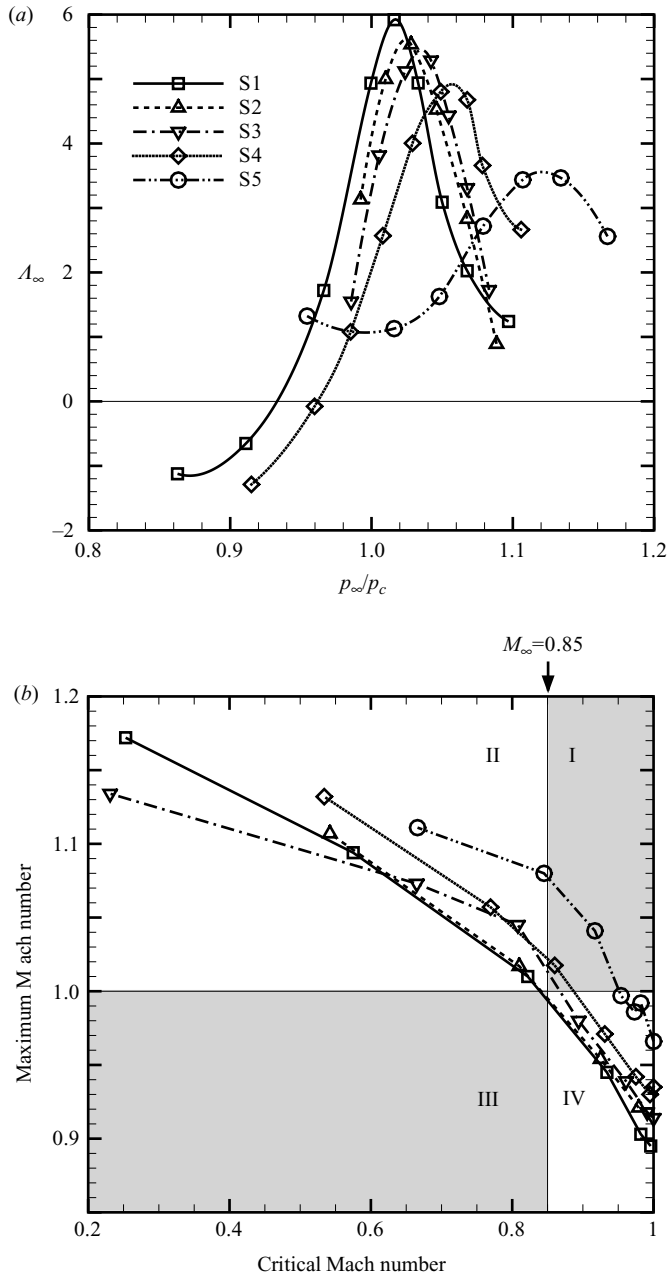 (a)
6
4
2
0
–2
Λ∞
S1
S2
S3
S4
S5
0.8 0.9 1.0 1.1 1.2
p∞/pc
M∞=0.85
(b)
1.2
1.1
1.0
0.9
Maximum M ach number
II I
III IV
0.2 0.4 0.6 0.8 1
Critical Mach number